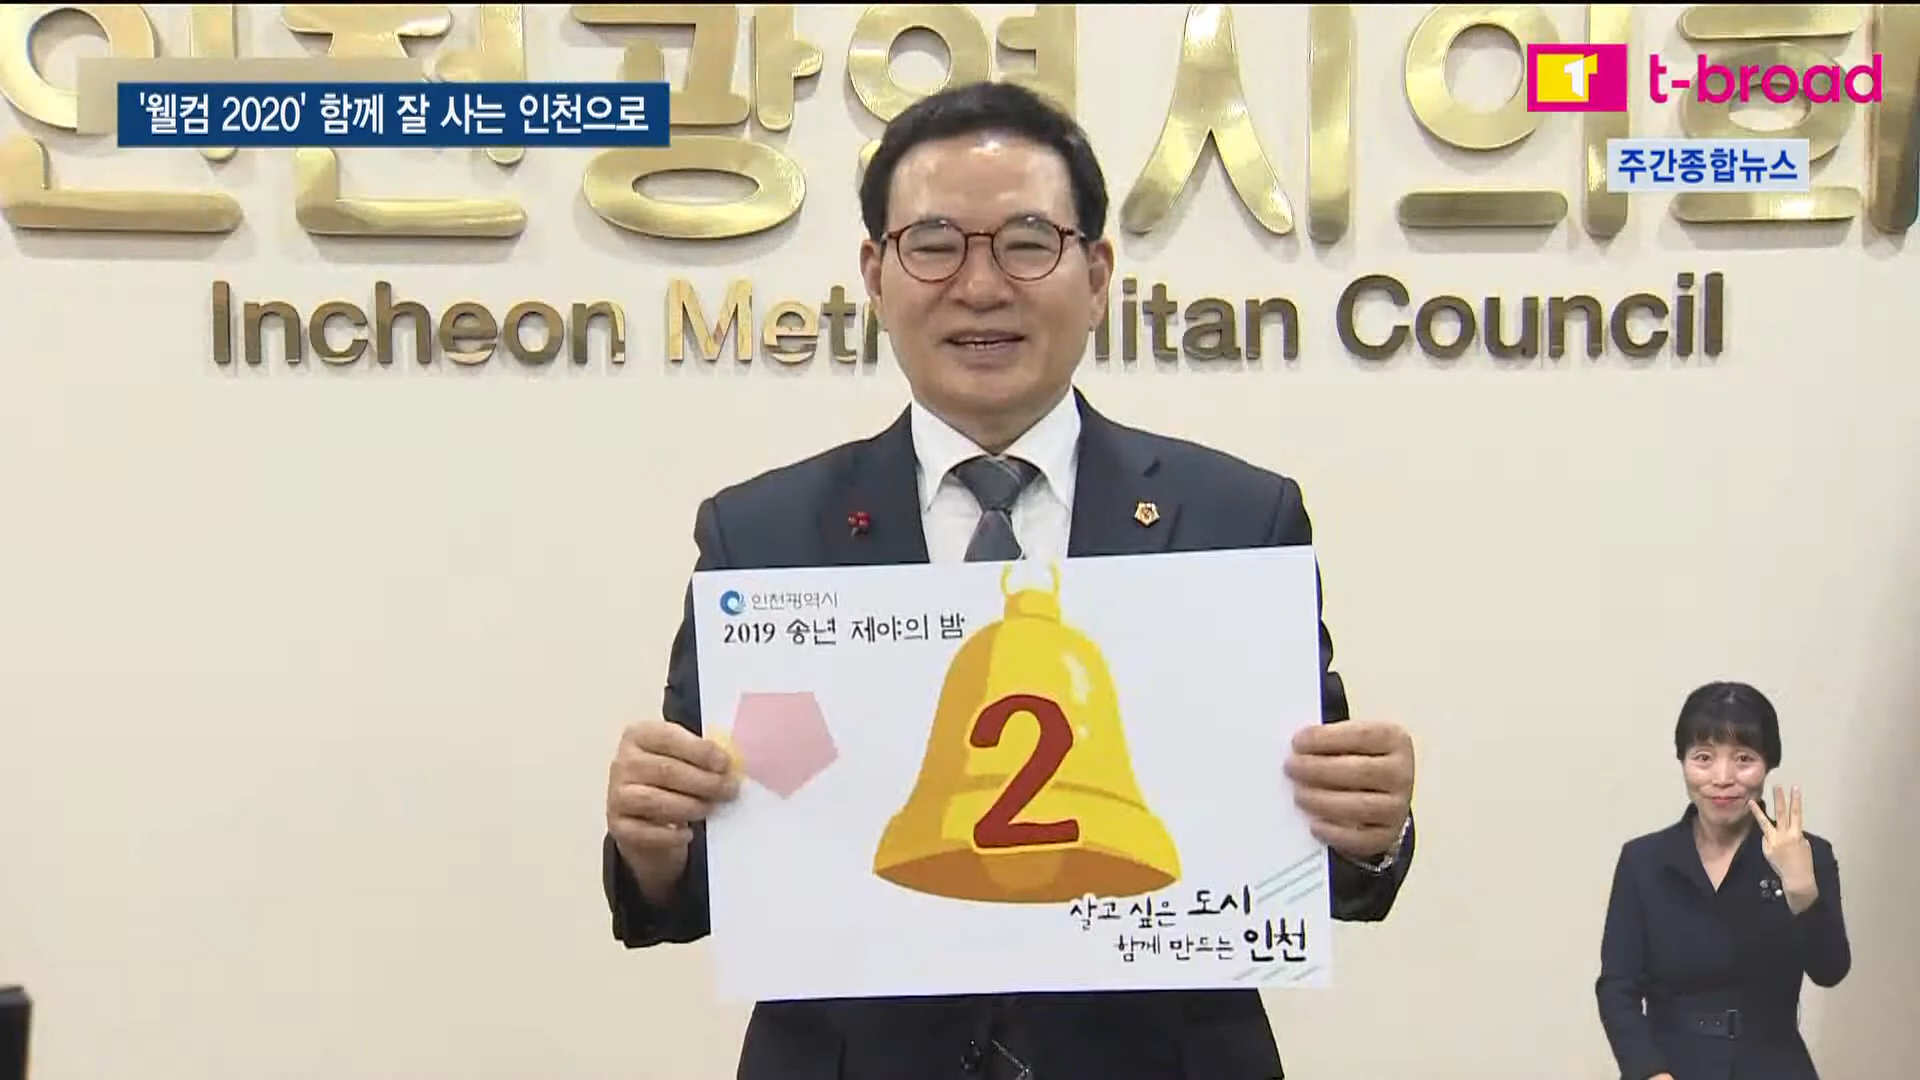 인천광역시의회
'웰컴 2020' 함께 잘 사는 인천으로
1 t-broad
주간종합뉴스
Incheon Met litan Council
인천광역시
2019 송년 제야의 밤
2
살고 싶은 도시
함께 만드는 인천